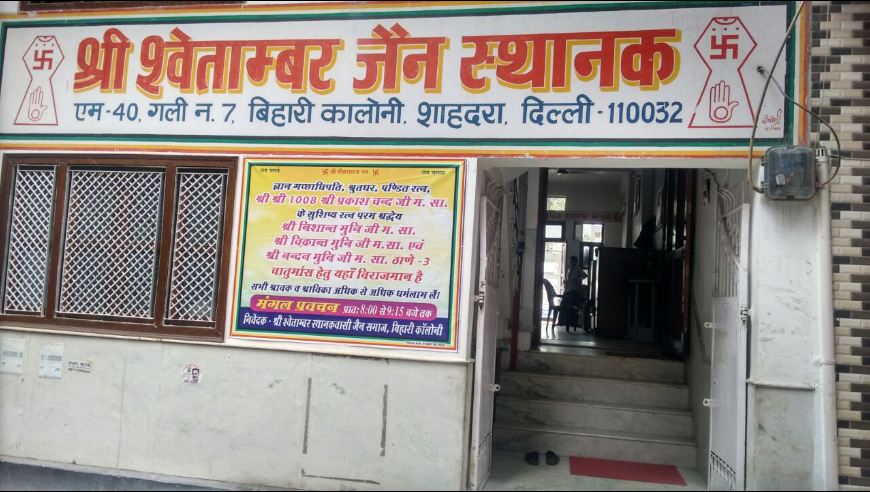 श्री श्वेताम्बर जैन स्थानक
एम-40, गली न. 7, बिहारी कालोनी, शाहदरा, दिल्ली - 110032
ज्ञान गच्छाधिपति, श्रुतधर, पण्डित रत्न,
श्री श्री 1008 श्री प्रकाश चन्द जी म. सा.
के सुशिष्य रत्न परम श्रद्धेय
श्री निशान्त मुनि जी म. सा.
श्री विक्रान्त मुनि जी म.सा. एवं
श्री नन्दन मुनि जी म. सा. ठाणे -3
चातुर्मास हेतु यहाँ विराजमान है
सभी श्रावक व श्राविका अधिक से अधिक धर्मलाभ लें।
मंगल प्रवचन प्रातः 8:00 से 9:15 बजे तक
निवेदक - श्री श्वेताम्बर स्थानकवासी जैन समाज, बिहारी कॉलोनी